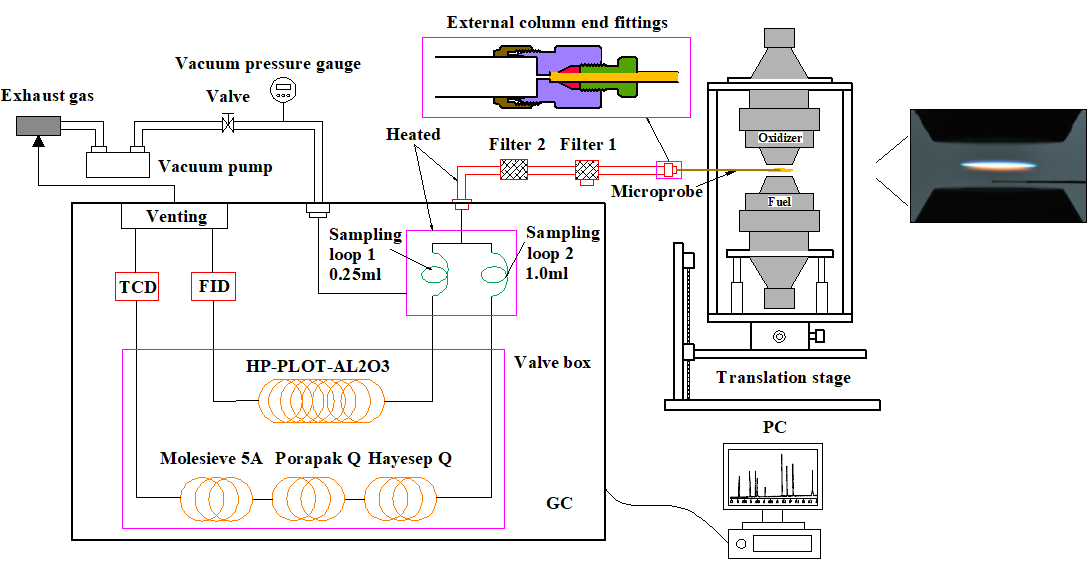 External column end fittings
Vacuum pressure gauge
Exhaust gas
Valve
Vacuum pump
Heated
Filter 2
Filter 1
Oxidizer
Microprobe
Fuel
Venting
Sampling
loop 1
0.25ml
Sampling
loop 2
1.0ml
TCD
FID
Valve box
HP-PLOT-AL2O3
Translation stage
PC
Molesieve 5A
Porapak Q
Hayesep Q
GC